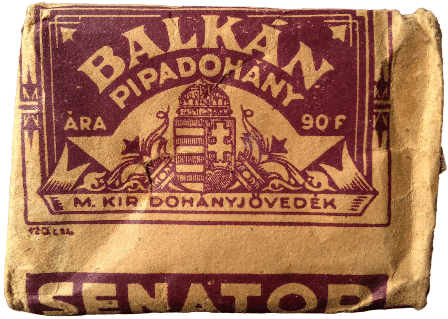 BALKÁN
PIPADOHÁNY
ÁRA 90 F
M. KIR. DOHÁNYJÖVEDÉK
SENATOR